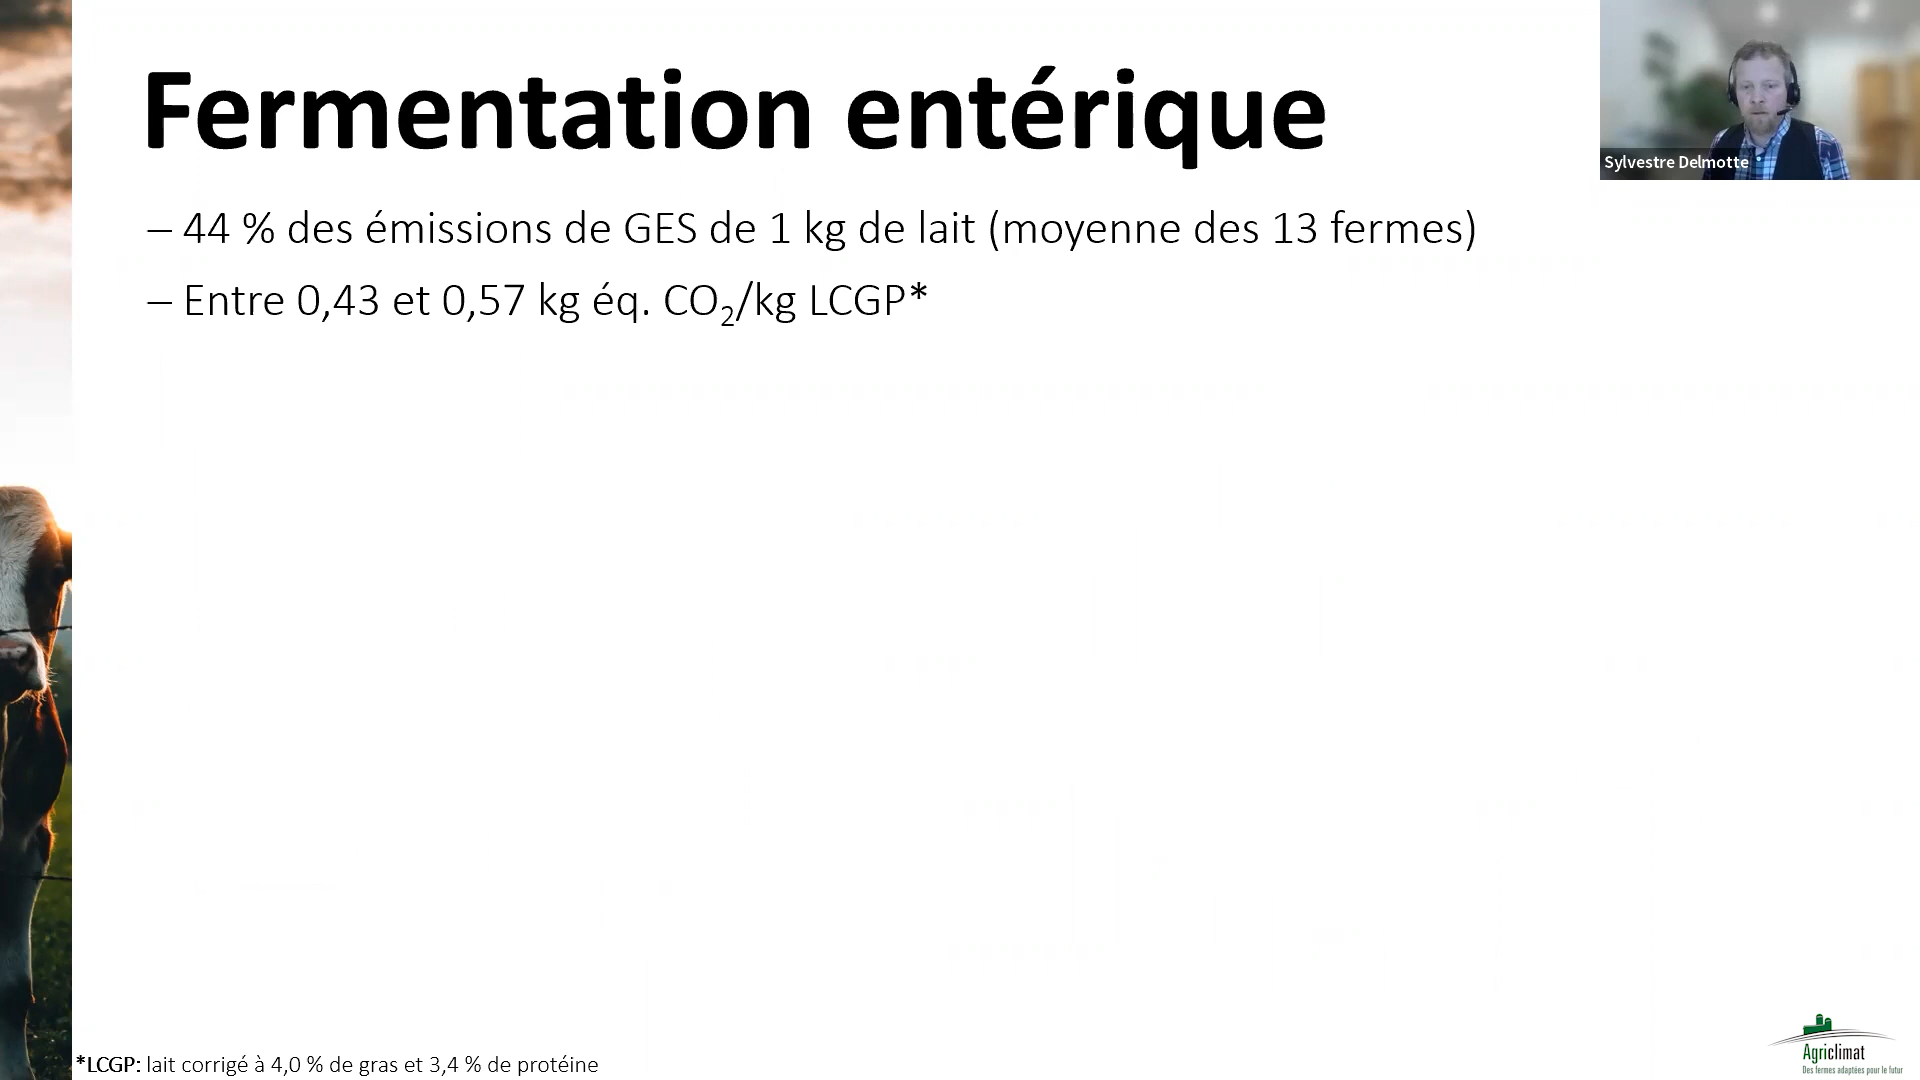 Fermentation entérique
– 44 % des émissions de GES de 1 kg de lait (moyenne des 13 fermes)
– Entre 0,43 et 0,57 kg éq. CO₂/kg LCGP*
Sylvestre Delmotte
*LCGP: lait corrigé à 4,0 % de gras et 3,4 % de protéine
Agriclimat
Des fermes adaptées pour le futur